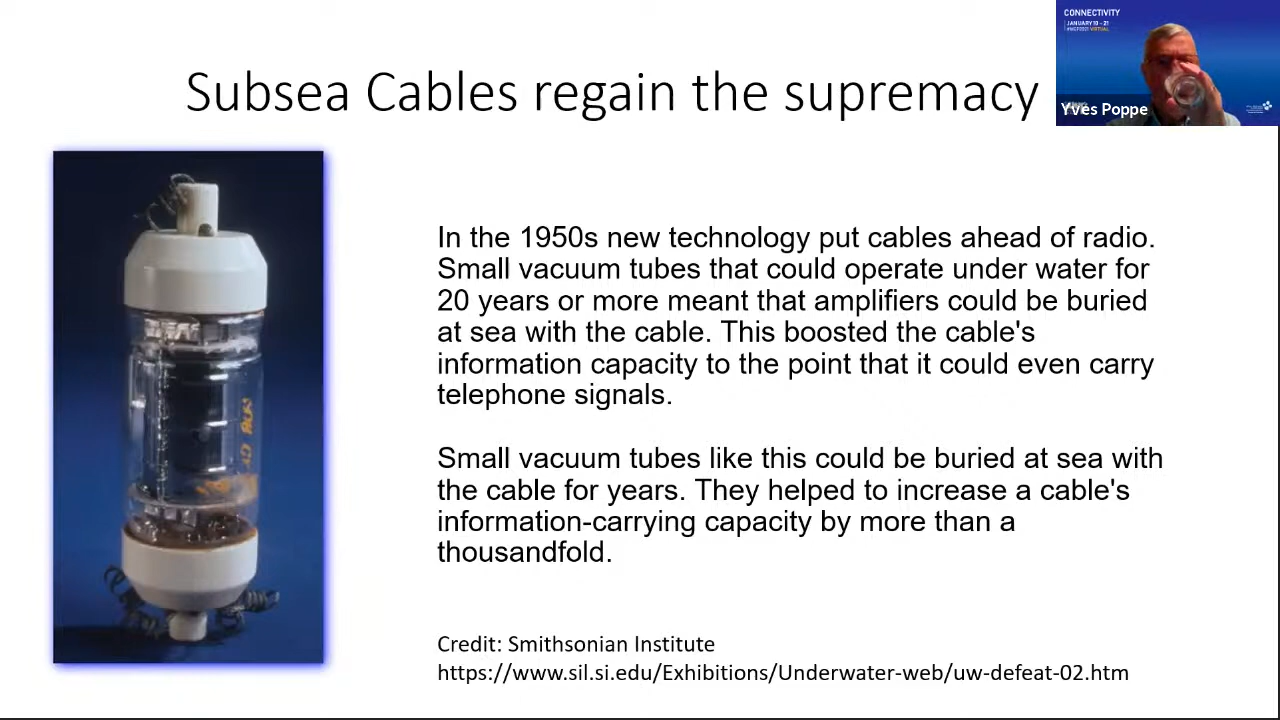 Subsea Cables regain the supremacy
CONNECTIVITY
JANUARY 10 - 21
VIRTUAL
Yves Poppe
In the 1950s new technology put cables ahead of radio.
Small vacuum tubes that could operate under water for
20 years or more meant that amplifiers could be buried
at sea with the cable. This boosted the cable's
information capacity to the point that it could even carry
telephone signals.
Small vacuum tubes like this could be buried at sea with
the cable for years. They helped to increase a cable's
information-carrying capacity by more than a
thousandfold.
Credit: Smithsonian Institute
https://www.sil.si.edu/Exhibitions/Underwater-web/uw-defeat-02.htm